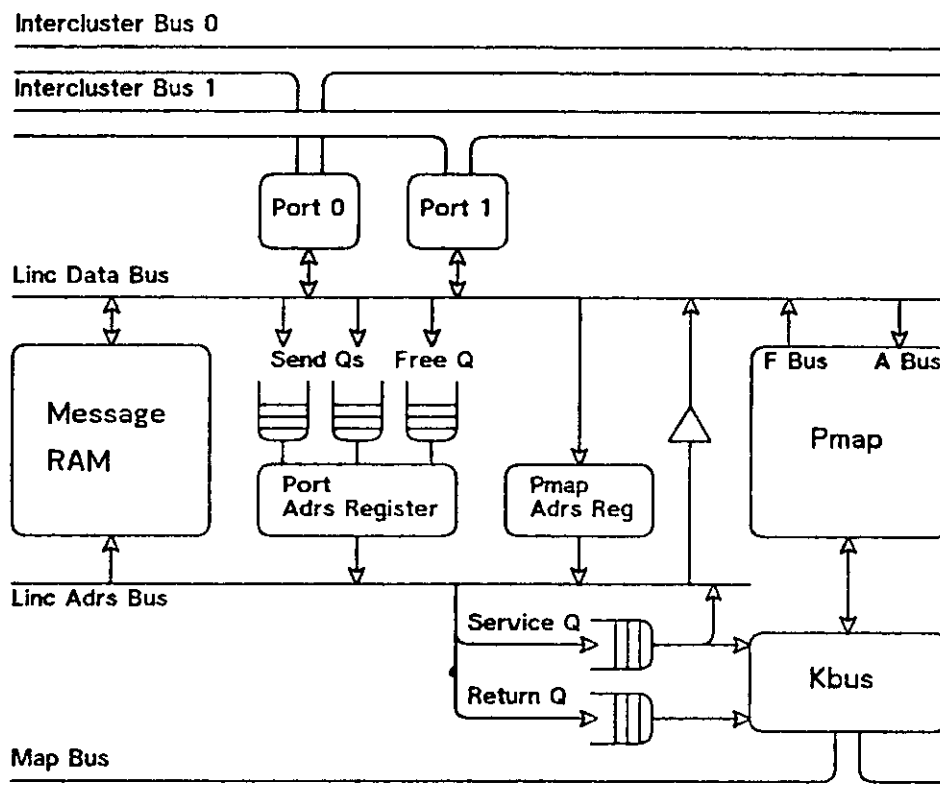 Intercluster Bus 0
Intercluster Bus 1
Port 0
Port 1
Linc Data Bus
Send Qs
Free Q
F Bus
A Bus
Message
RAM
Pmap
Port
Adrs Register
Pmap
Adrs Reg
Linc Adrs Bus
Service Q
Return Q
Kbus
Map Bus